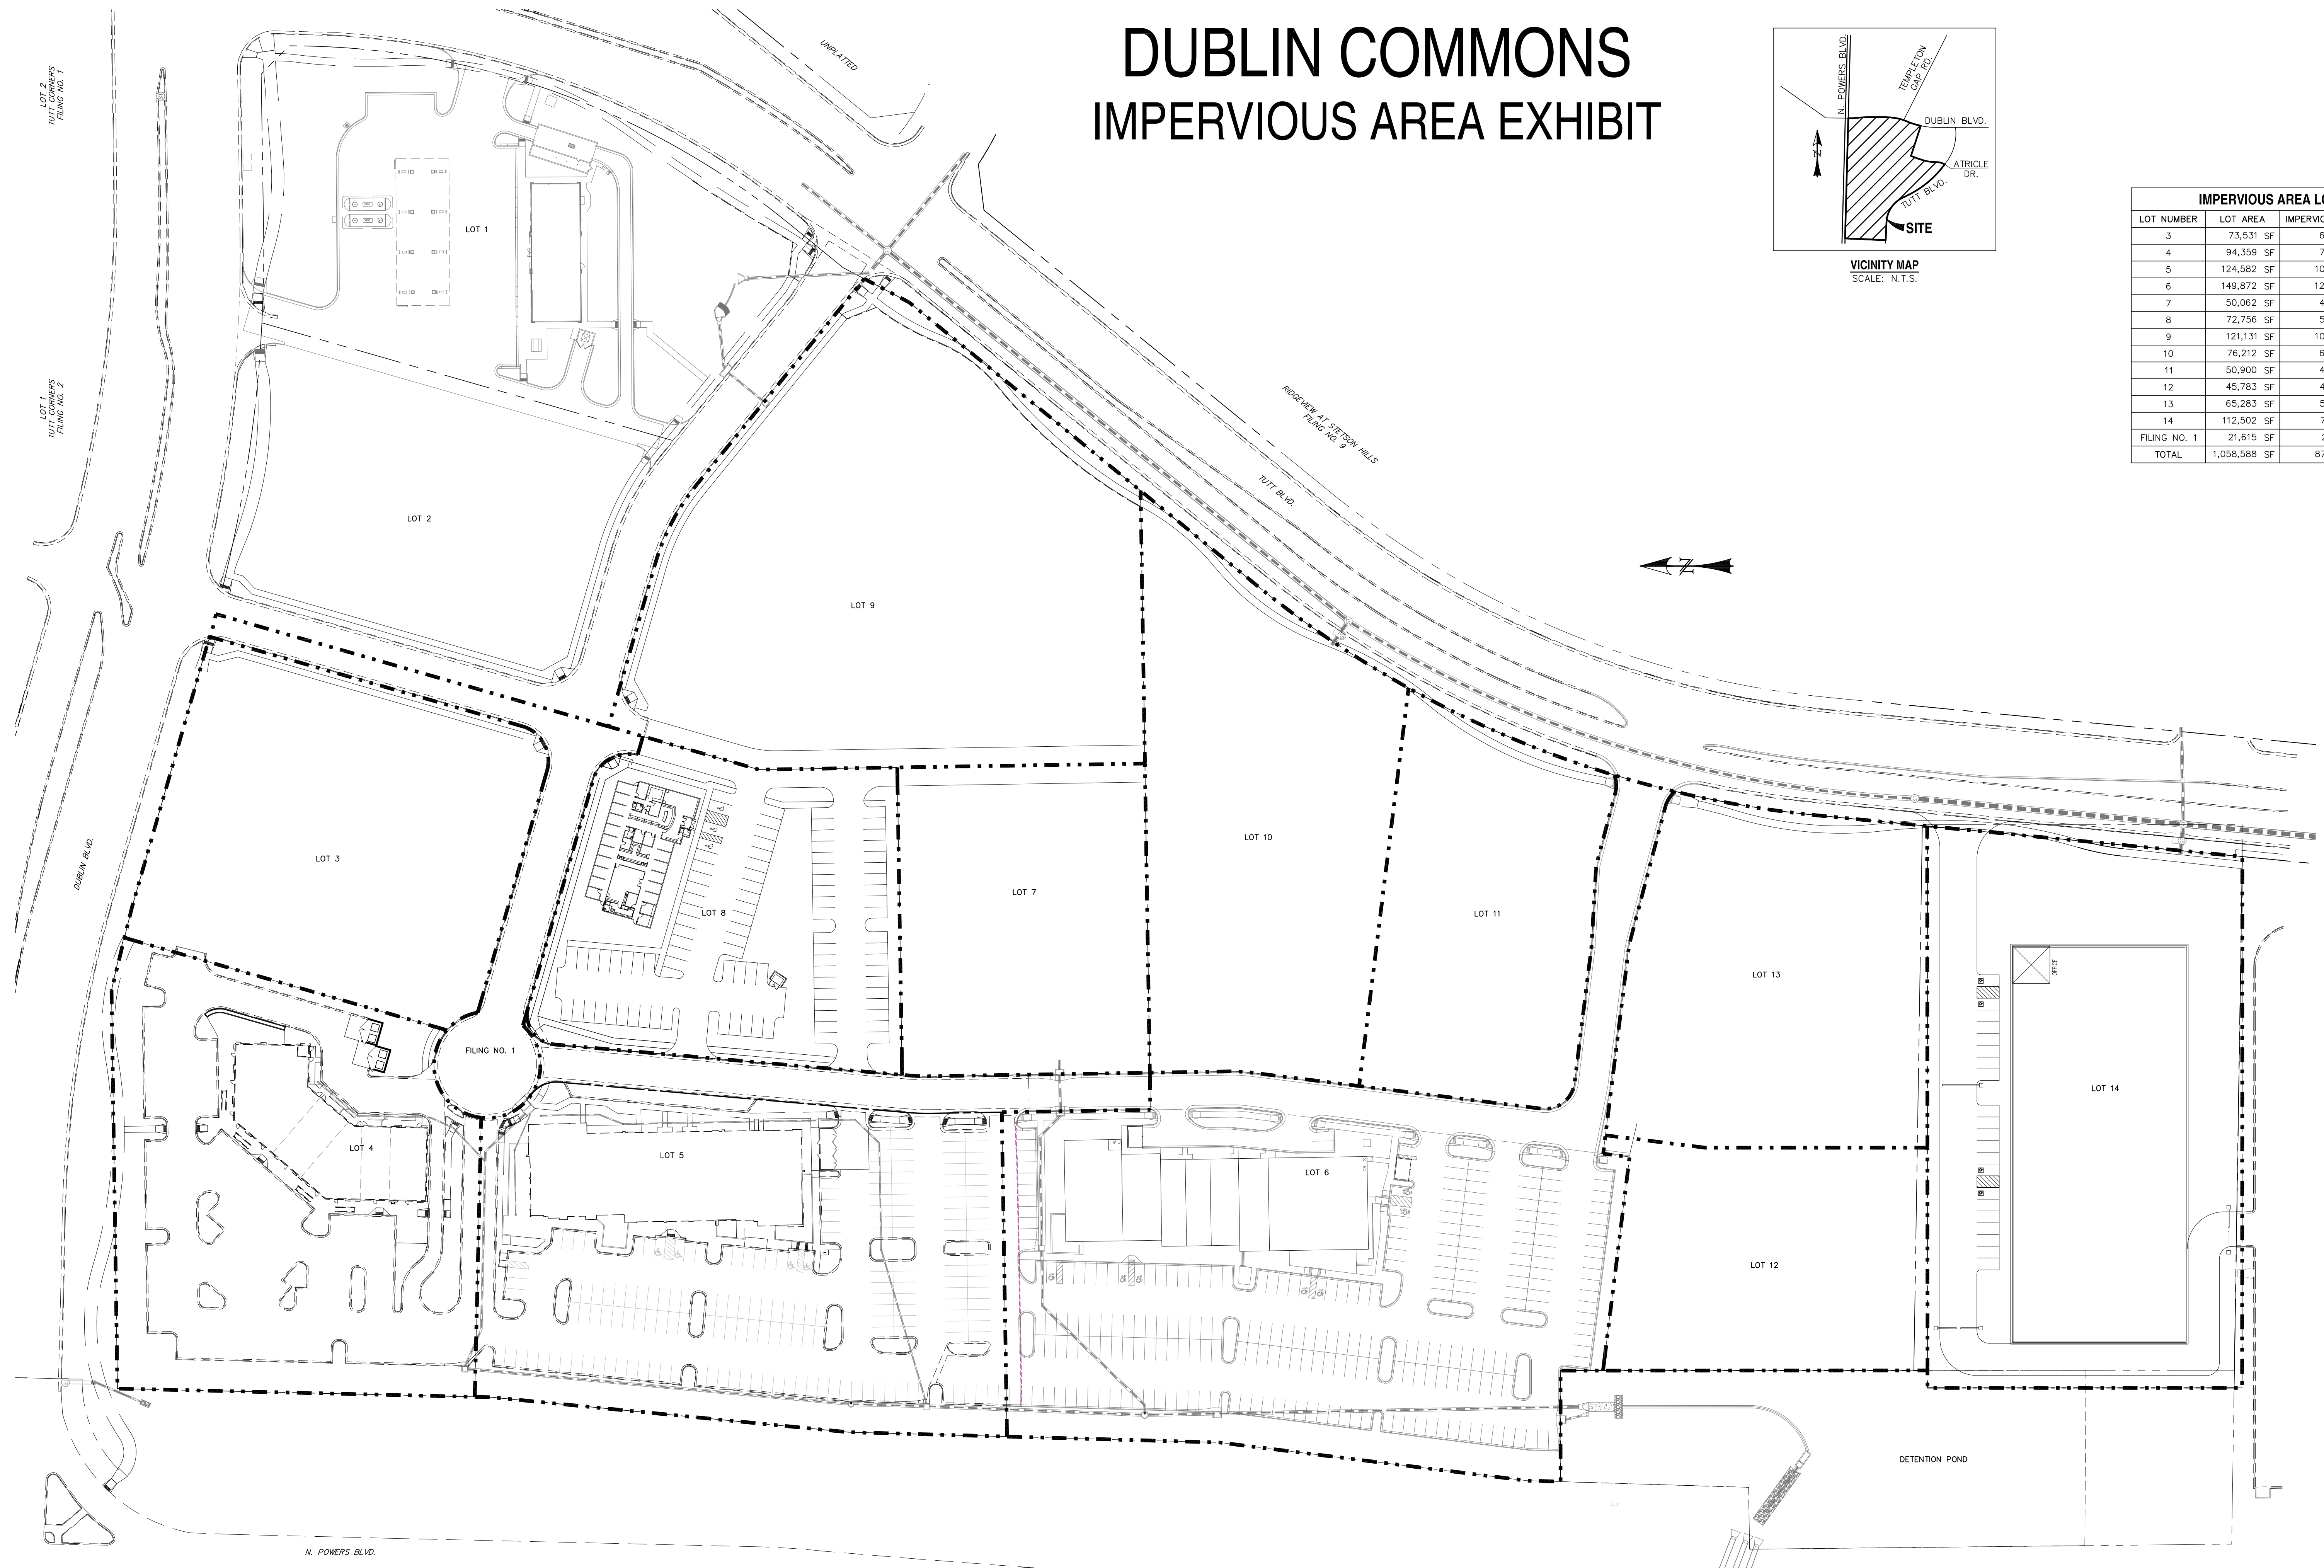 DUBLIN COMMONS
IMPERVIOUS AREA EXHIBIT
N. POWERS BLVD.
TEMPLETON
GAP RD.
DUBLIN BLVD.
ATRICLE
DR.
TUTT BLVD.
N
SITE
VICINITY MAP
SCALE: N.T.S.
IMPERVIOUS AREA
LOT NUMBER LOT AREA
3 73,531 SF
4 94,359 SF
5 124,582 SF
6 149,872 SF
7 50,062 SF
8 72,756 SF
9 121,131 SF
10 76,212 SF
11 50,900 SF
12 45,783 SF
13 65,283 SF
14 112,502 SF
FILING NO. 1 21,615 SF
TOTAL 1,058,588 SF
LOT 2
TUTT CORNERS
FILING NO. 1
LOT 1
TUTT CORNERS
FILING NO. 2
UNPLATTED
LOT 1
LOT 2
RIDGEVIEW AT STETSON HILLS
FILING NO. 9
TUTT BLVD.
N
LOT 9
DUBLIN BLVD.
LOT 3
LOT 8
LOT 7
LOT 10
LOT 11
LOT 13
OFFICE
LOT 14
FILING NO. 1
LOT 4
LOT 5
LOT 6
LOT 12
DETENTION POND
N. POWERS BLVD.